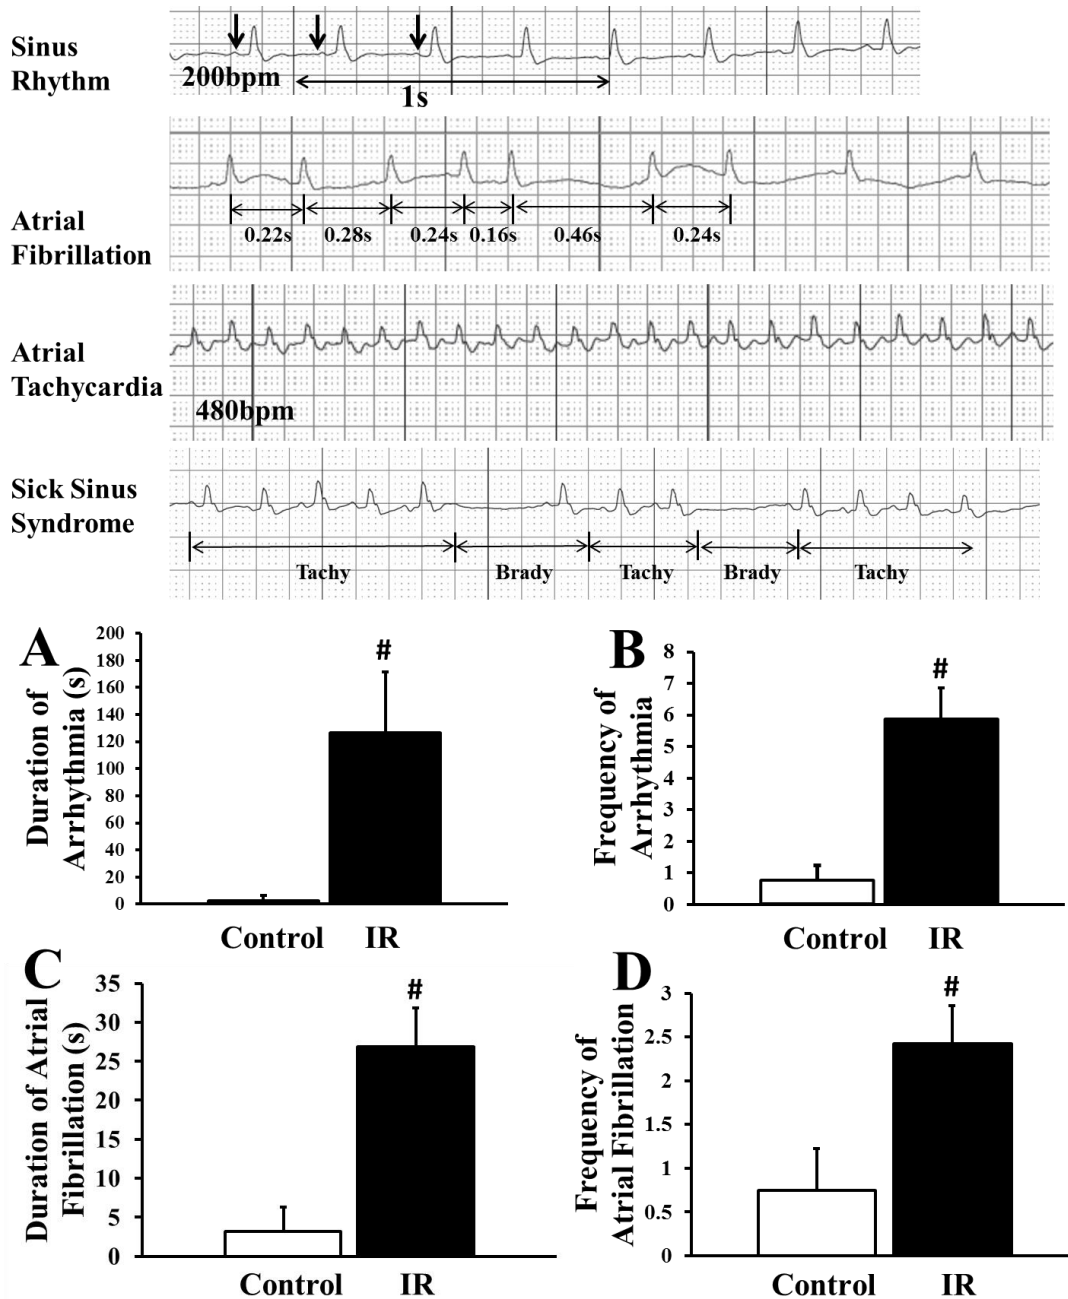 Sinus
Rhythm
200bpm
1s
Atrial
Fibrillation
0.22s 0.28s 0.24s 0.16s 0.46s 0.24s
Atrial
Tachycardia
480bpm
Sick Sinus
Syndrome
Tachy Brady Tachy Brady Tachy
A
Duration of
Arrhythmia (s)
200
180
160
140
120
100
80
60
40
20
0
#
Control IR
B
Frequency of
Arrhythmia
8
7
6
5
4
3
2
1
0
#
Control IR
C
Duration of Atrial
Fibrillation (s)
35
30
25
20
15
10
5
0
#
Control IR
D
Frequency of
Atrial Fibrillation
3
2.5
2
1.5
1
0.5
0
#
Control IR